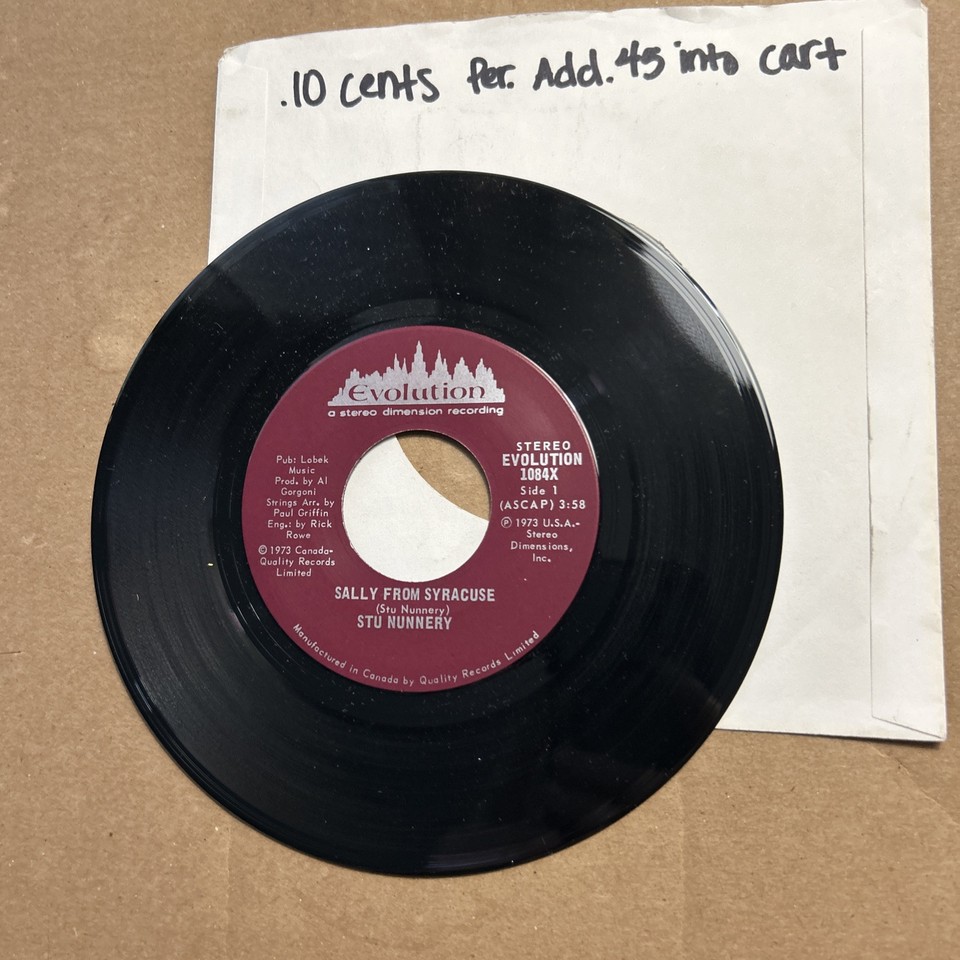 .10 cents Per. Add .45 into cart
Evolution
a stereo dimension recording
Pub: Lobek
Music
Prod. by Al
Gorgoni
Strings Arr. by
Paul Griffin
Eng.: by Rick
Rowe
© 1973 Canada-
Quality Records
Limited
STEREO
EVOLUTION
1084X
Side 1
(ASCAP) 3:58
℗ 1973 U.S.A.-
Stereo
Dimensions,
Inc.
SALLY FROM SYRACUSE
(Stu Nunnery)
STU NUNNERY
Manufactured in Canada by Quality Records Limited